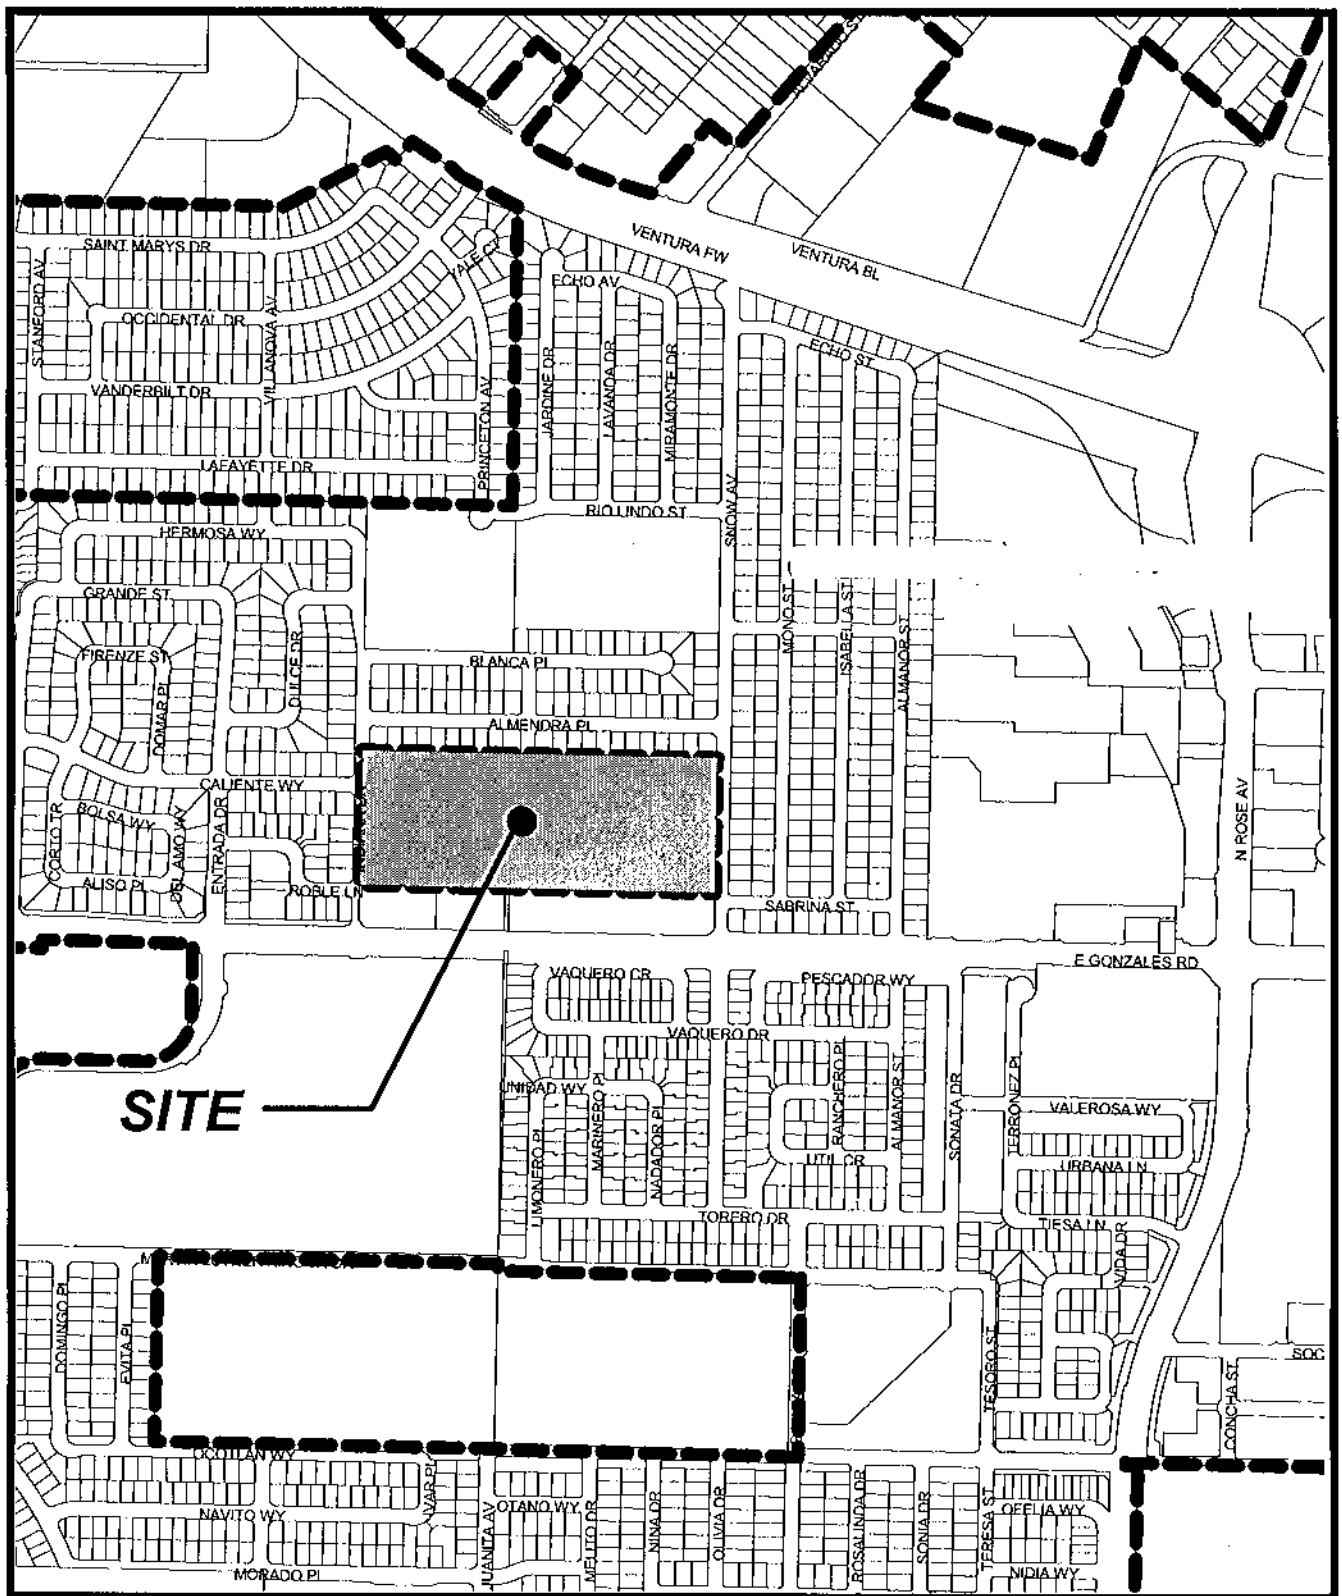 VENTURA FW
VENTURA BL
SAINT MARYS DR
YALE CT
STANFORD AV
ECHO AV
OCCIDENTAL DR
VILLANOVA AV
ECHO ST
JARDINE DR
LAVANDA DR
MIRAMONTE DR
VANDERBILT DR
PRINCETON AV
LAFAYETTE DR
RIO LINDO ST
SNOW AV
HERMOSA WY
GRANDE ST
MONO ST
ISABELLA ST
ALMANOR ST
FIRENZE ST
DULCE DR
BLANCA PL
DOMAR PL
ALMENDRA PL
CALIENTE WY
BOLSA WY
CORTO TR
DEL AMO WY
ENTRADA DR
N ROSE AV
ALISO PL
ROBLE LN
SABRINA ST
E GONZALES RD
VAQUERO CR
PESCADOR WY
VAQUERO DR
SITE
UNIDAD WY
MARINERO PL
NADADOR PL
LIMONERO PL
RANCHERO PL
ALMANOR ST
SONATA DR
TERRONEZ PL
VALEROSA WY
UTIL CR
URBANA LN
TORERO DR
TIESA LN
VIDA DR
DOMINGO PL
EVITA PL
TESORO ST
SOC
CONCHA ST
OCOTLAN WY
IVAR PL
NAVITO WY
JUANITA AV
OTANO WY
MELITO DR
NINA DR
OLIVIA DR
ROSALINDA DR
SONIA DR
TERESA ST
OFELIA WY
MORADO PL
NIDIA WY